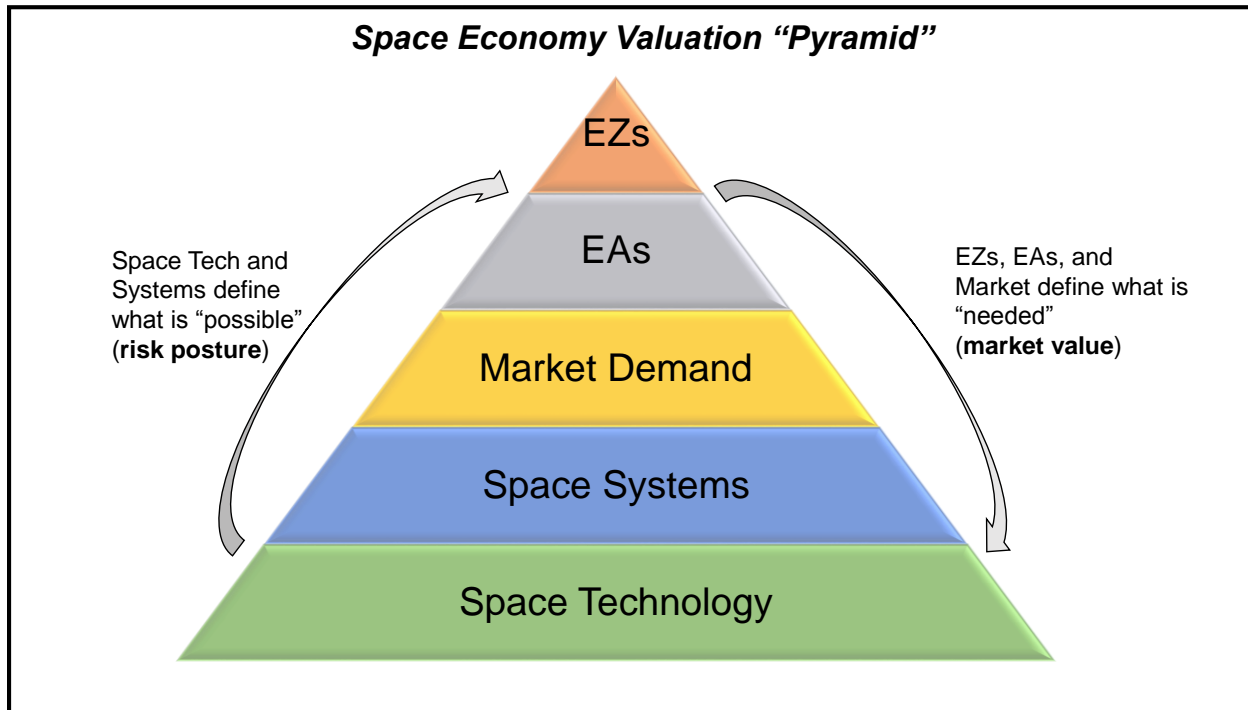 Space Economy Valuation “Pyramid”
EZs
EAs
Market Demand
Space Systems
Space Technology
Space Tech and
Systems define
what is “possible”
(risk posture)
EZs, EAs, and
Market define what is
“needed”
(market value)